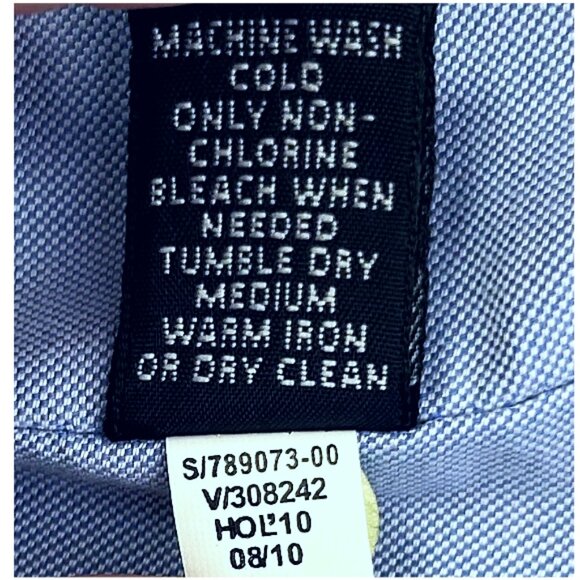 MACHINE WASH
COLD
ONLY NON-
CHLORINE
BLEACH WHEN
NEEDED
TUMBLE DRY
MEDIUM
WARM IRON
OR DRY CLEAN
S/789073-00
V/308242
HOL'10
08/10